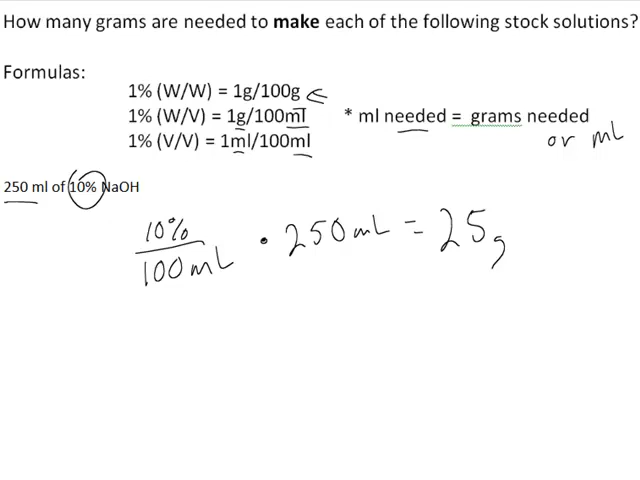 How many grams are needed to make each of the following stock solutions?
Formulas:
1% (W/W) = 1g/100g
1% (W/V) = 1g/100ml * ml needed = grams needed
1% (V/V) = 1ml/100ml or mL
250 ml of 10% NaOH
10%
100mL · 250mL = 25g